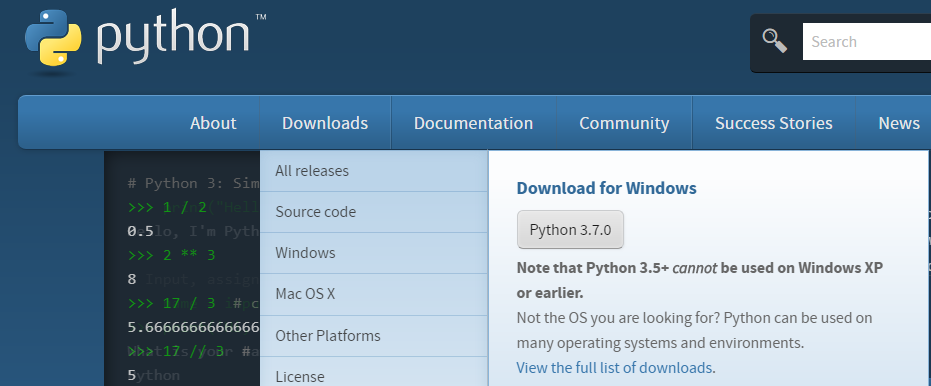 python™
Search
About
Downloads
Documentation
Community
Success Stories
News
All releases
Source code
Windows
Mac OS X
Other Platforms
License
Download for Windows
Python 3.7.0
Note that Python 3.5+ cannot be used on Windows XP
or earlier.
Not the OS you are looking for? Python can be used on
many operating systems and environments.
View the full list of downloads.
# Python 3: Sim
>>> 1 / 2
0.5
>>> 2 ** 3
8
>>> 17 / 3 # c
5.6666666666666
>>> 17 // 3 #
5